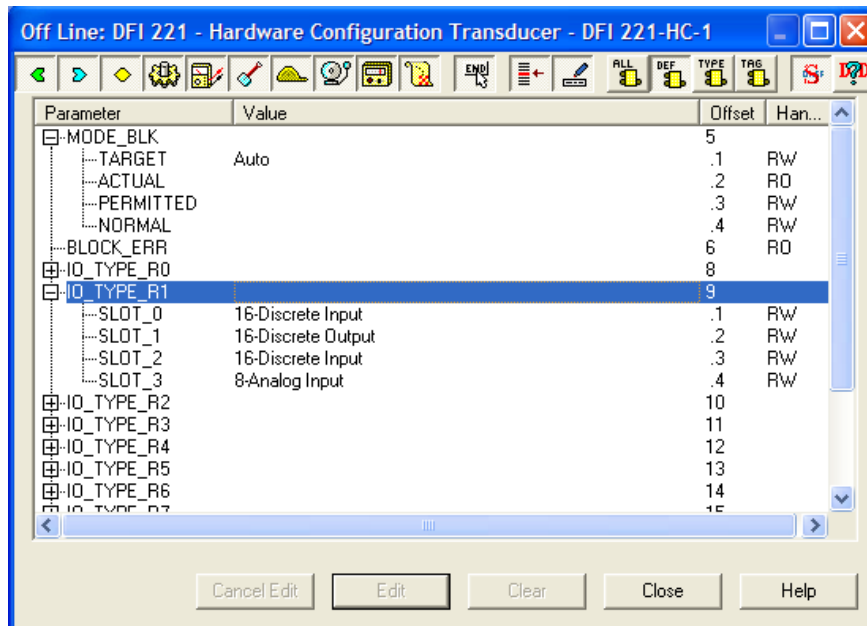 Off Line: DFI 221 - Hardware Configuration Transducer - DFI 221-HC-1
END ALL DEF TYPE TAG
Parameter Value Offset Han...
MODE_BLK 5
TARGET Auto .1 RW
ACTUAL .2 RO
PERMITTED .3 RW
NORMAL .4 RW
BLOCK_ERR 6 RO
IO_TYPE_R0 8
IO_TYPE_R1 9
SLOT_0 16-Discrete Input .1 RW
SLOT_1 16-Discrete Output .2 RW
SLOT_2 16-Discrete Input .3 RW
SLOT_3 8-Analog Input .4 RW
IO_TYPE_R2 10
IO_TYPE_R3 11
IO_TYPE_R4 12
IO_TYPE_R5 13
IO_TYPE_R6 14
IO_TYPE_R7 15
Cancel Edit Edit Clear Close Help